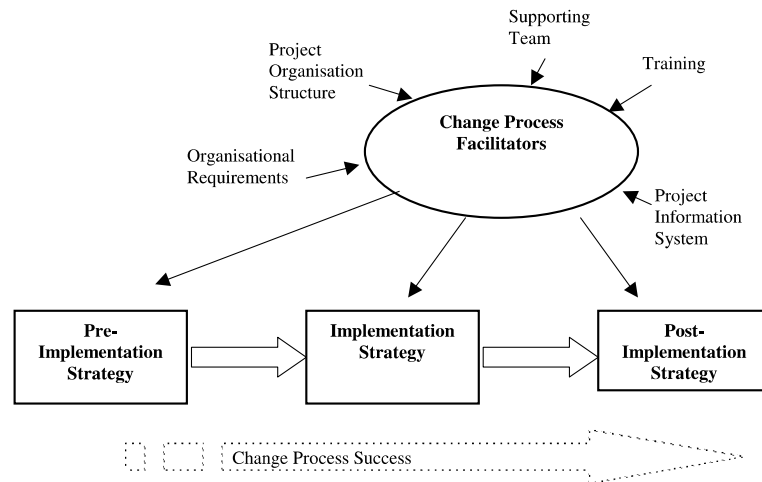 Supporting
Team
Project
Organisation
Structure
Training
Change Process
Facilitators
Organisational
Requirements
Project
Information
System
Pre-
Implementation
Strategy
Implementation
Strategy
Post-
Implementation
Strategy
Change Process Success